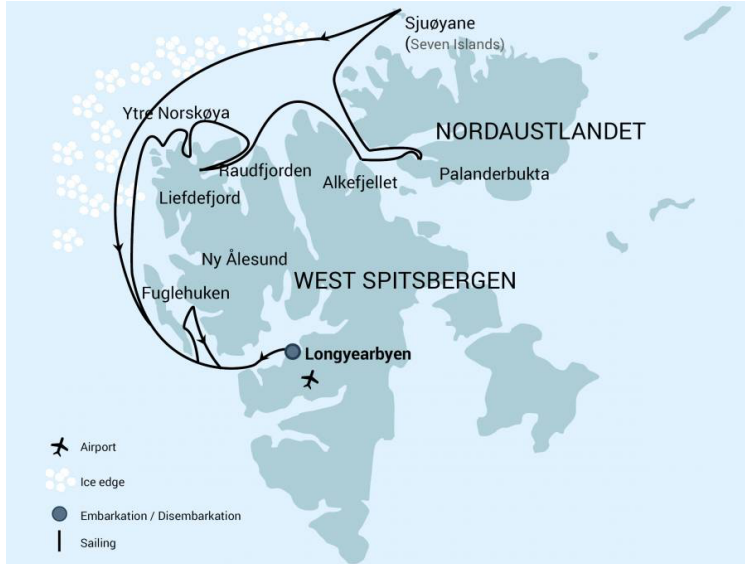 Sjuøyane
(Seven Islands)
Ytre Norskøya
NORDAUSTLANDET
Raudfjorden
Alkefjellet
Palanderbukta
Liefdefjord
Ny Ålesund
WEST SPITSBERGEN
Fuglehuken
Longyearbyen
Airport
Ice edge
Embarkation / Disembarkation
Sailing